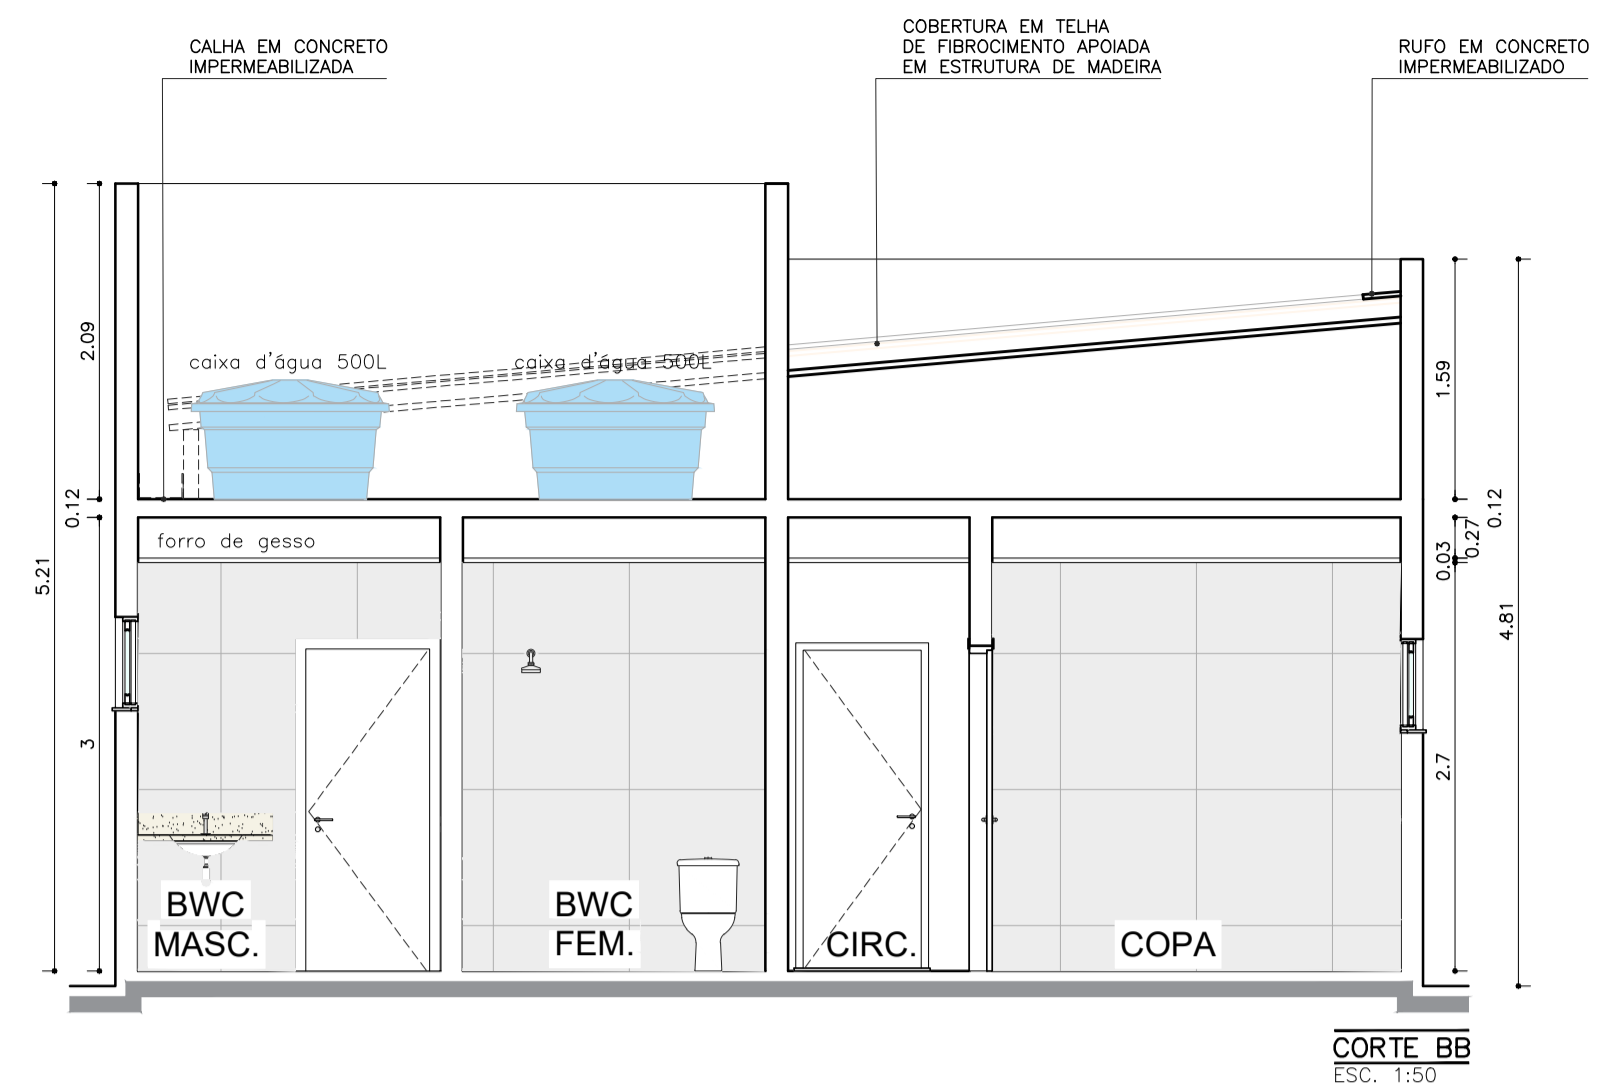 CALHA EM CONCRETO
IMPERMEABILIZADA
COBERTURA EM TELHA
DE FIBROCIMENTO APOIADA
EM ESTRUTURA DE MADEIRA
RUFO EM CONCRETO
IMPERMEABILIZADO
2.09
caixa d'água 500L
caixa d'água 500L
1.59
0.12
0.12
forro de gesso
0.27
0.03
5.21
4.81
3
2.7
BWC
MASC.
BWC
FEM.
CIRC.
COPA
CORTE BB
ESC. 1:50